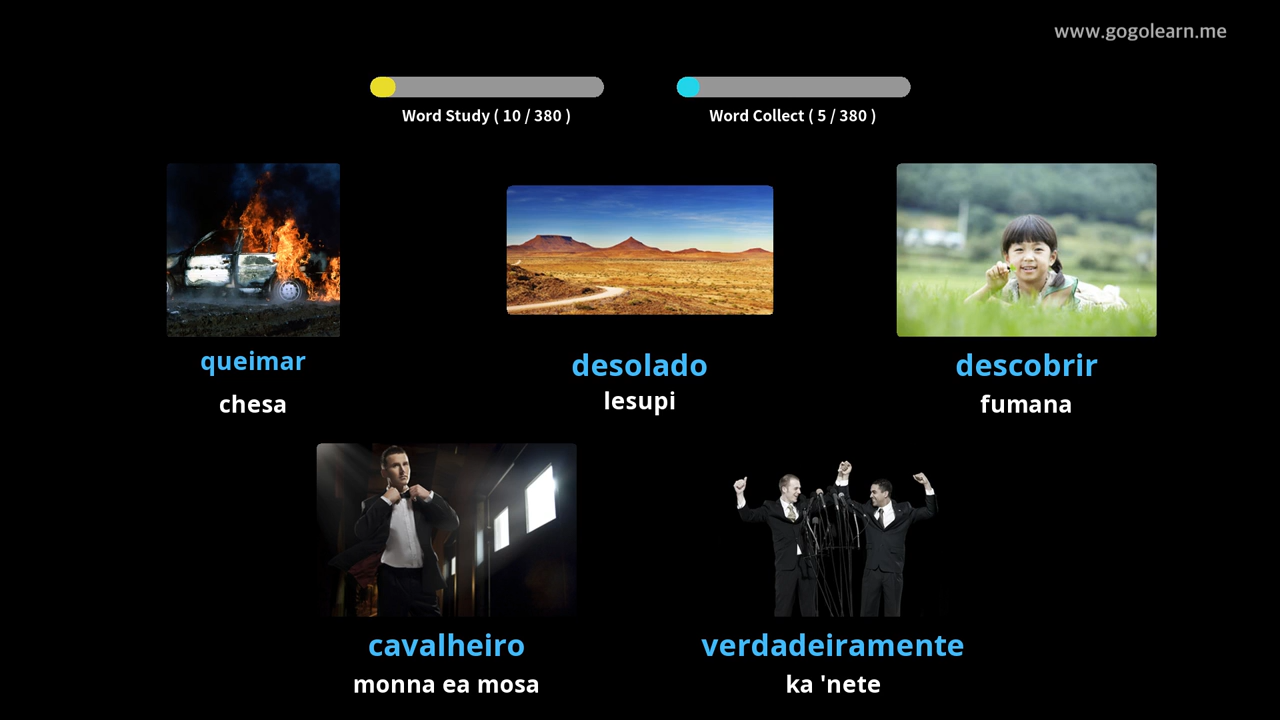 www.gogolearn.me
Word Study ( 10 / 380 )
Word Collect ( 5 / 380 )
queimar
chesa
desolado
lesupi
descobrir
fumana
cavalheiro
monna ea mosa
verdadeiramente
ka 'nete